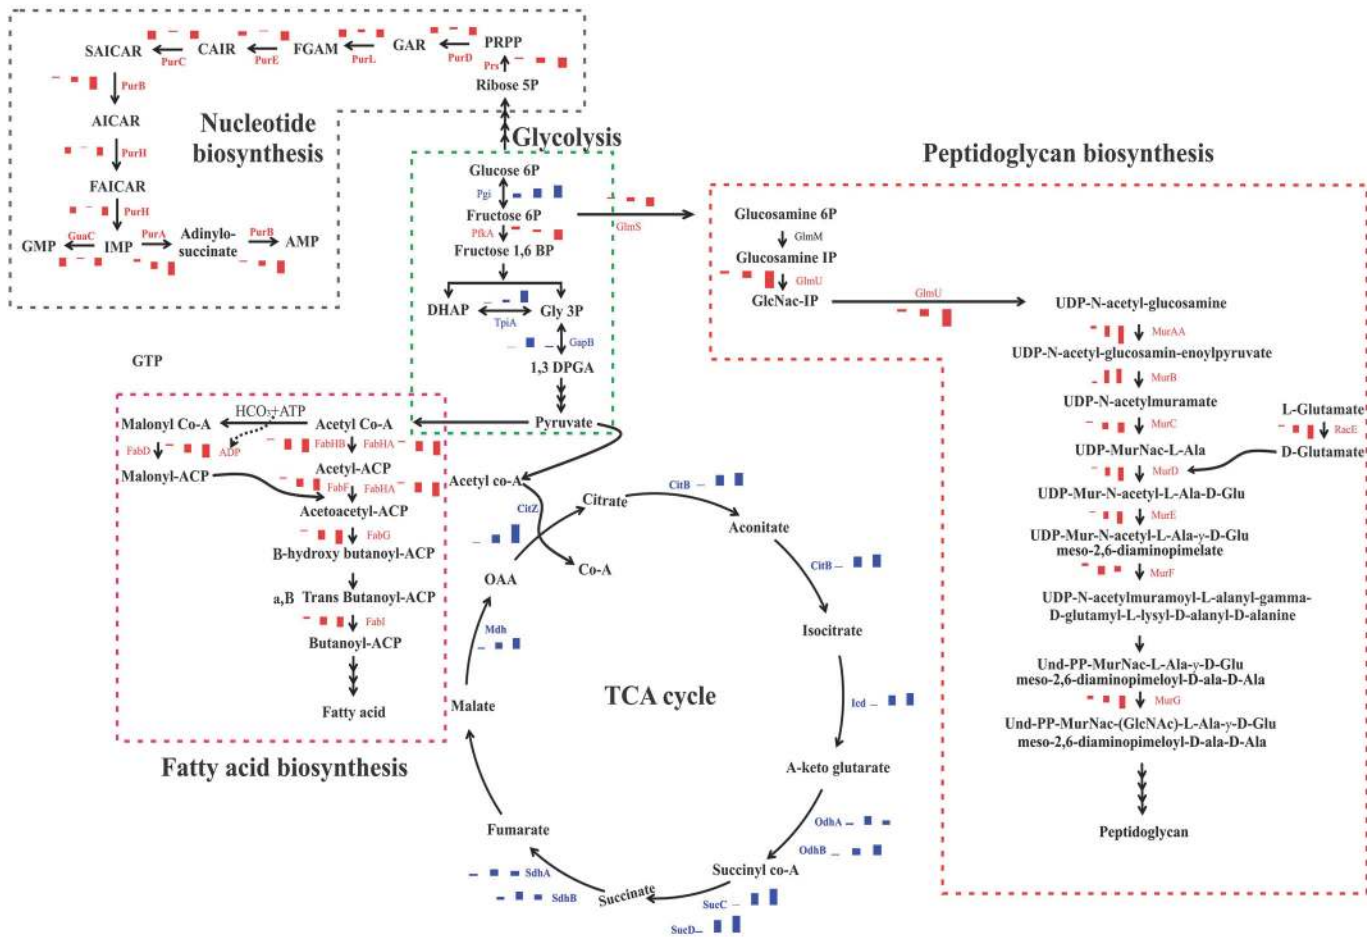 SAICAR
PurC
CAIR
PurE
FGAM
PurL
GAR
PurD
PRPP
Prs
Ribose 5P
PurB
AICAR
PurH
FAICAR
PurH
GMP
GuaC
IMP
PurA
Adinylo-
succinate
PurB
AMP
Nucleotide
biosynthesis
Glycolysis
Glucose 6P
Pgi
Fructose 6P
PfkA
Fructose 1,6 BP
DHAP
TpiA
Gly 3P
GapB
1,3 DPGA
Pyruvate
GlmS
Peptidoglycan biosynthesis
Glucosamine 6P
GlmM
Glucosamine IP
GlmU
GlcNac-IP
GlmU
UDP-N-acetyl-glucosamine
MurAA
UDP-N-acetyl-glucosamin-enoylpyruvate
MurB
UDP-N-acetylmuramate
MurC
UDP-MurNac-L-Ala
L-Glutamate
RacE
D-Glutamate
MurD
UDP-Mur-N-acetyl-L-Ala-D-Glu
MurE
UDP-Mur-N-acetyl-L-Ala-γ-D-Glu
meso-2,6-diaminopimelate
MurF
UDP-N-acetylmuramoyl-L-alanyl-gamma-
D-glutamyl-L-lysyl-D-alanyl-D-alanine
Und-PP-MurNac-L-Ala-γ-D-Glu
meso-2,6-diaminopimeloyl-D-ala-D-Ala
MurG
Und-PP-MurNac-(GlcNAc)-L-Ala-γ-D-Glu
meso-2,6-diaminopimeloyl-D-ala-D-Ala
Peptidoglycan
GTP
HCO₃+ATP
Malonyl Co-A
Acetyl Co-A
FabD
ADP
FabHB
FabHA
Malonyl-ACP
Acetyl-ACP
FabF
FabHA
Acetoacetyl-ACP
FabG
B-hydroxy butanoyl-ACP
a,B Trans Butanoyl-ACP
FabI
Butanoyl-ACP
Fatty acid
Fatty acid biosynthesis
Acetyl co-A
CitZ
Co-A
Citrate
CitB
Aconitate
CitB
Isocitrate
Icd
A-keto glutarate
OdhA
OdhB
Succinyl co-A
SucC
SucD
Succinate
SdhA
SdhB
Fumarate
Malate
Mdh
OAA
TCA cycle